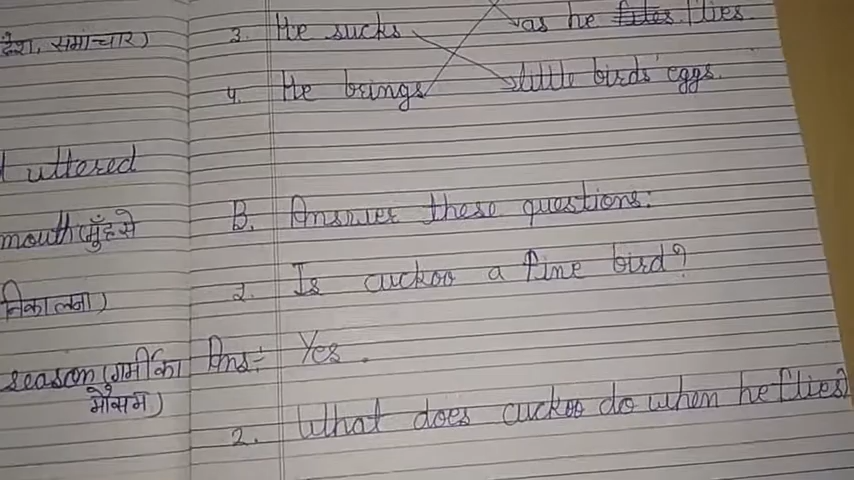 देश, समाचार)
uttered
mouth (मुँह से
निकालना)
season (गर्मी का
मौसम)
3. He sucks as he flies.
4. He brings little birds' eggs.
B. Answer these questions:
1. Is cuckoo a fine bird?
Ans:- Yes.
2. What does cuckoo do when he flies?